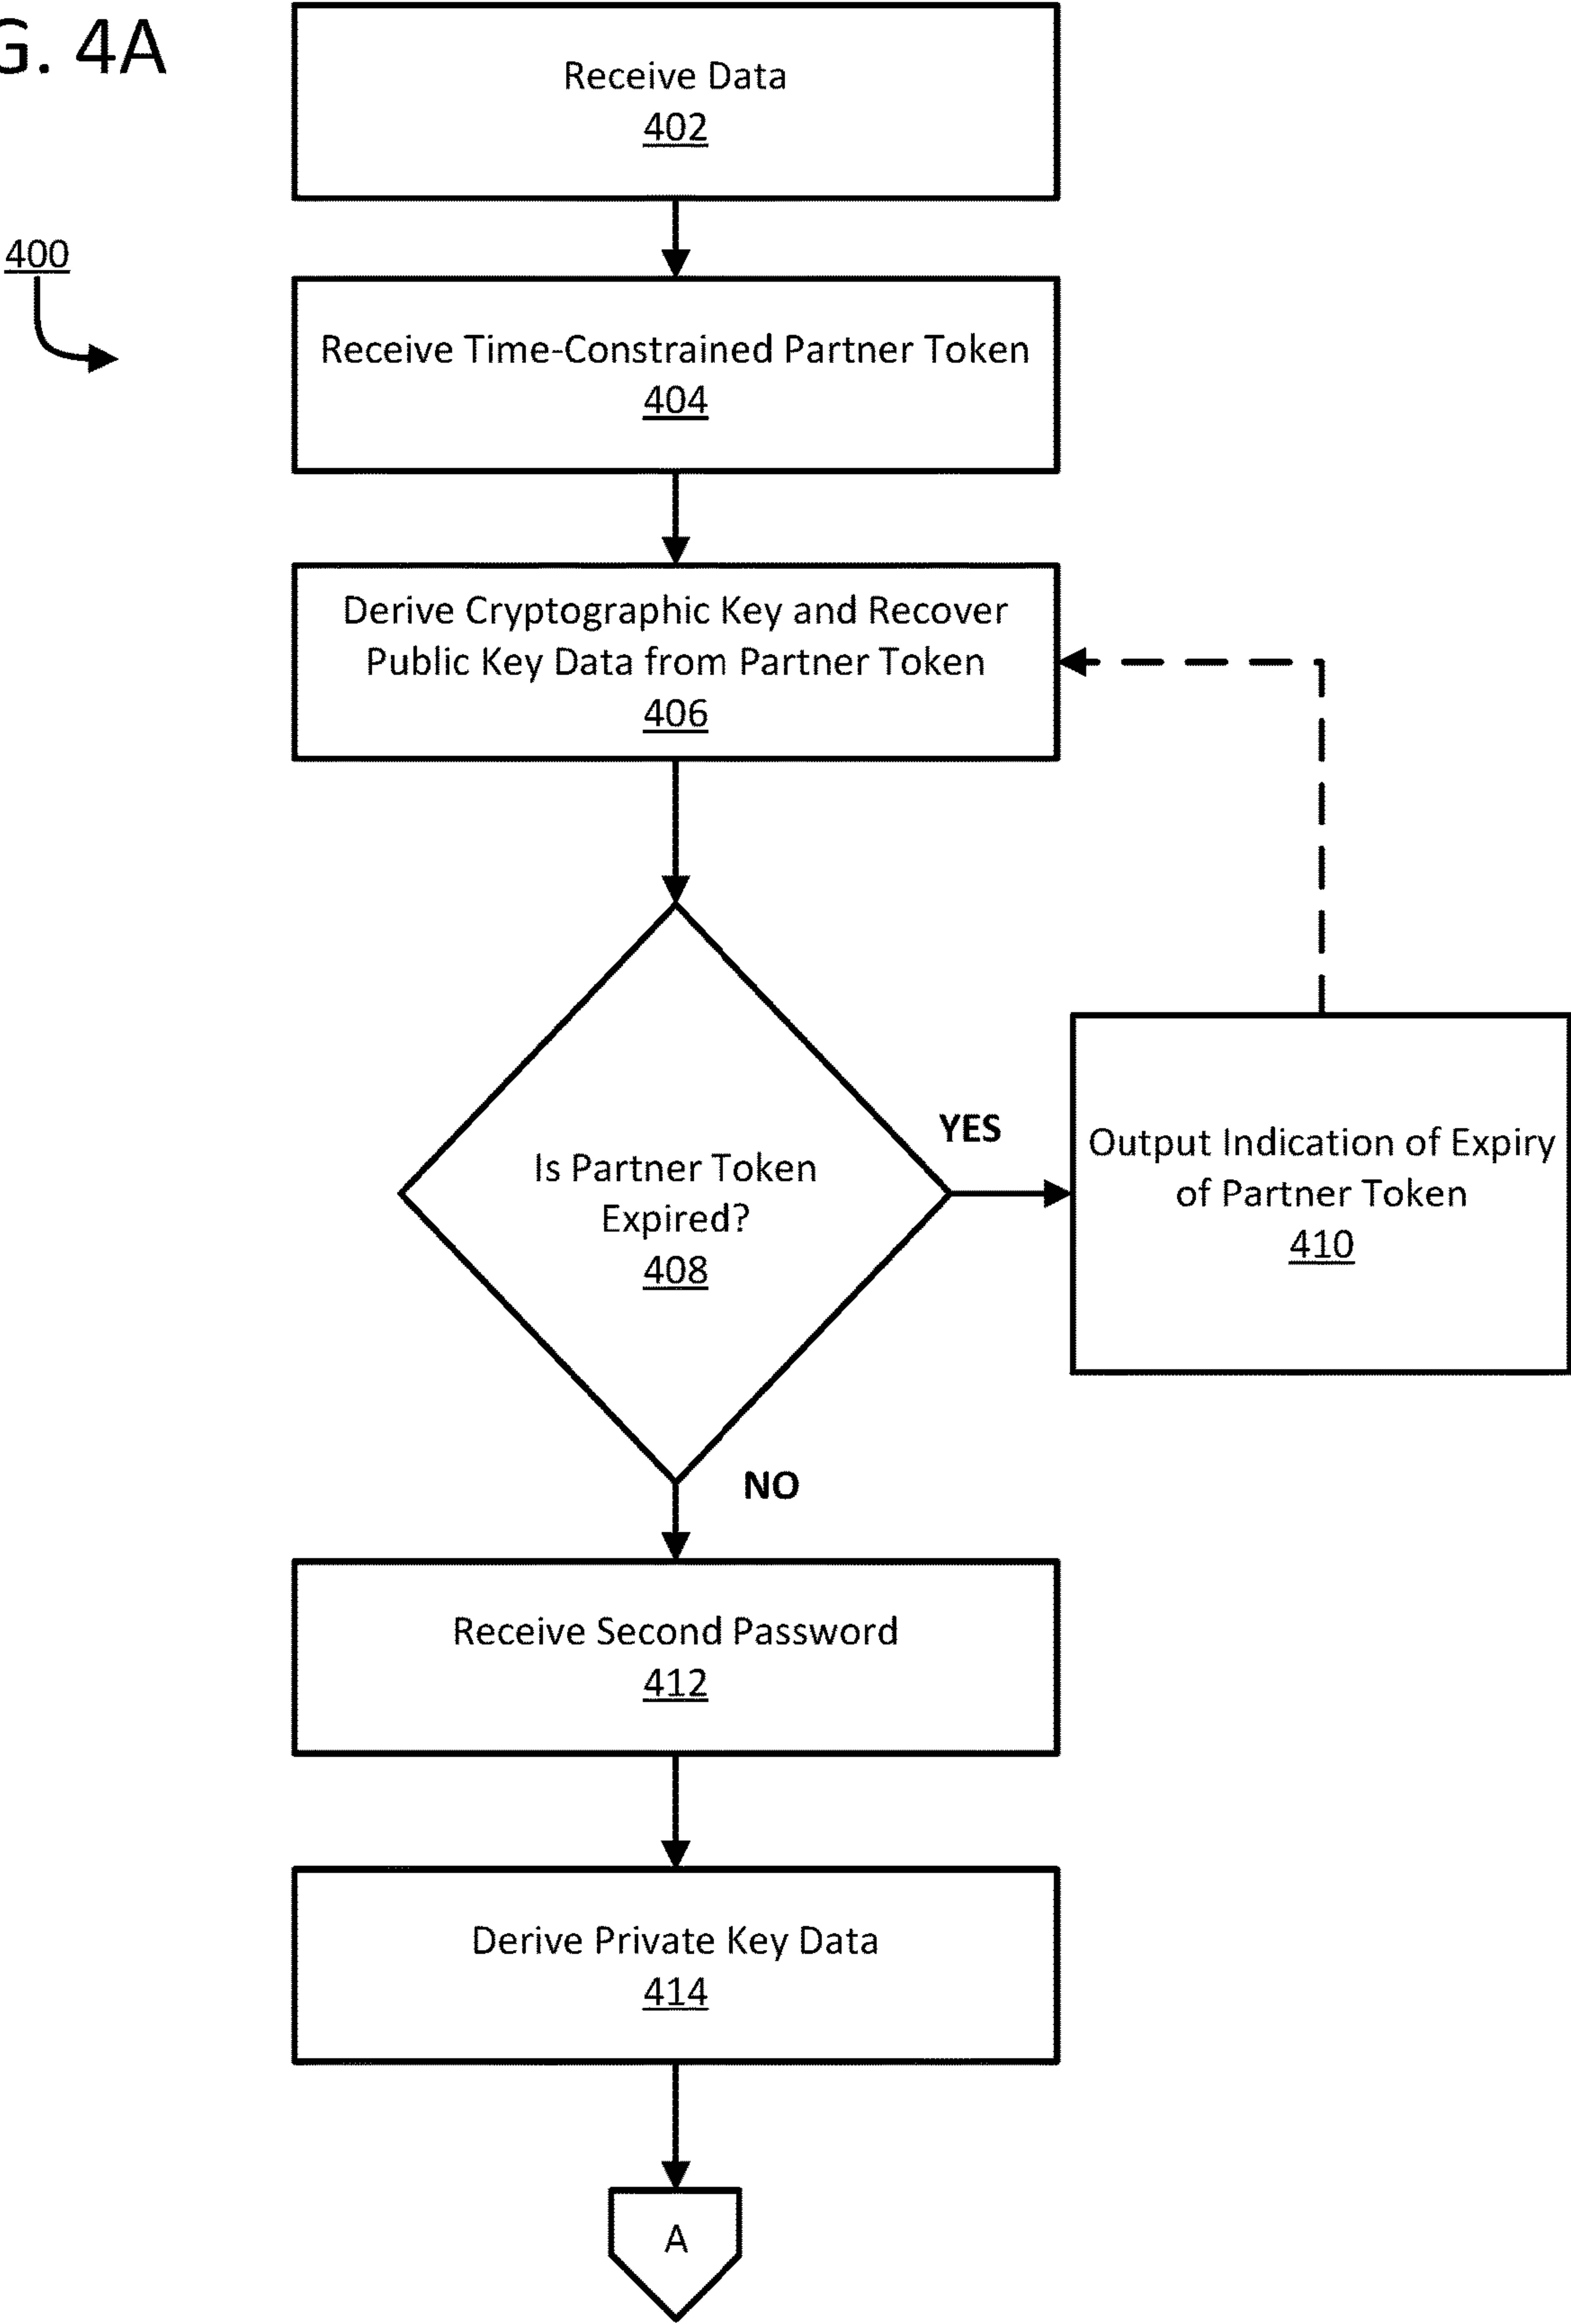 G. 4A
Receive Data
402
400
Receive Time-Constrained Partner Token
404
Derive Cryptographic Key and Recover
Public Key Data from Partner Token
406
Is Partner Token
Expired?
408
YES
Output Indication of Expiry
of Partner Token
410
NO
Receive Second Password
412
Derive Private Key Data
414
A